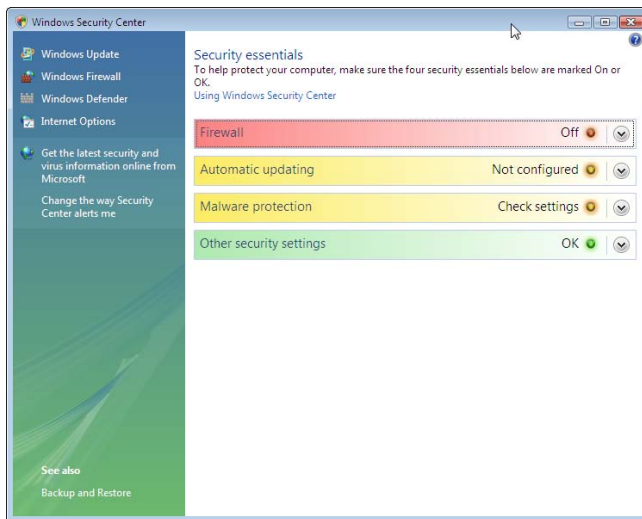 Windows Security Center
Windows Update
Windows Firewall
Windows Defender
Internet Options
Get the latest security and
virus information online from
Microsoft
Change the way Security
Center alerts me
See also
Backup and Restore
Security essentials
To help protect your computer, make sure the four security essentials below are marked On or
OK.
Using Windows Security Center
Firewall Off
Automatic updating Not configured
Malware protection Check settings
Other security settings OK